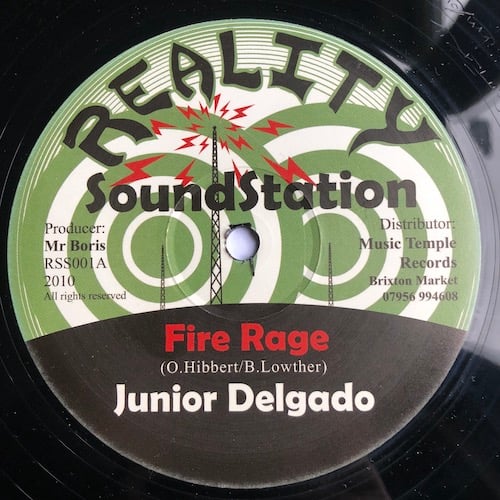 REALITY
SoundStation
Producer:
Mr Boris
RSS001A
2010
All rights reserved
Distributor:
Music Temple
Records
Brixton Market
07956 994608
Fire Rage
(O.Hibbert/B.Lowther)
Junior Delgado